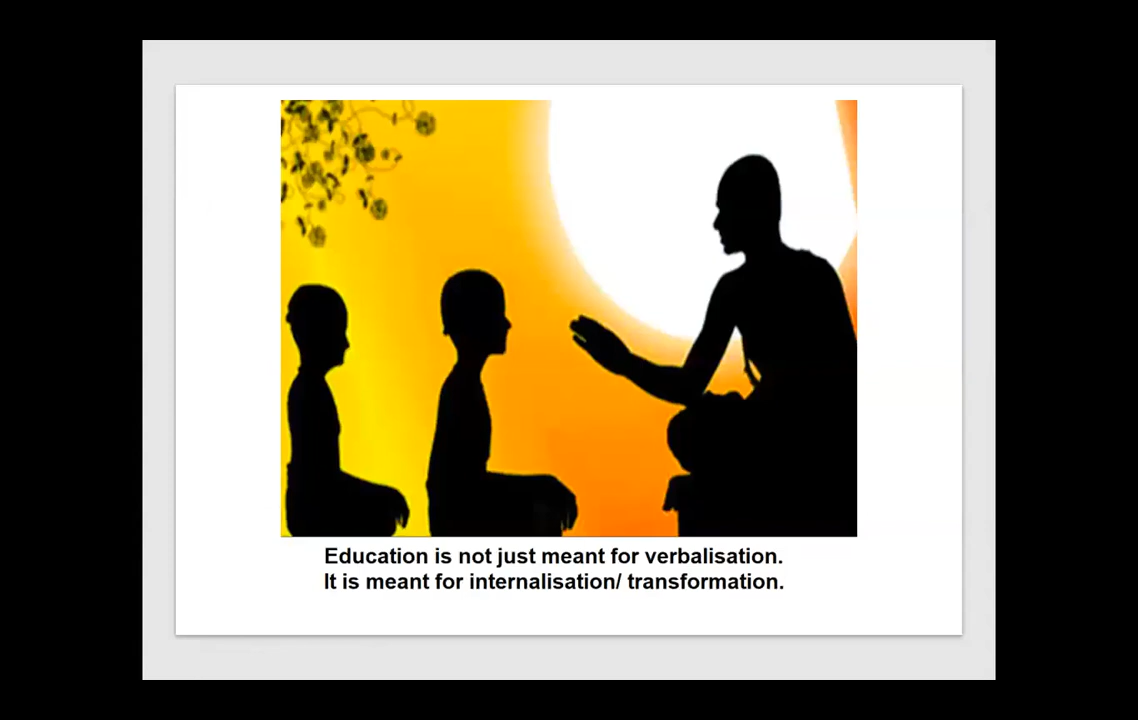 Education is not just meant for verbalisation.
It is meant for internalisation/ transformation.